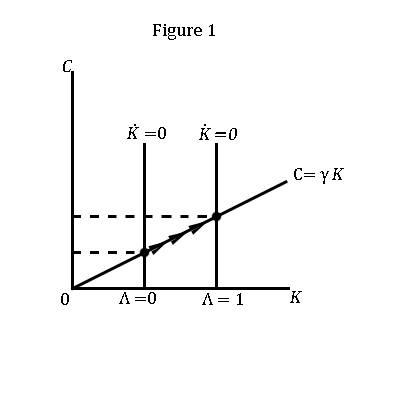 Figure 1
C
K̇ =0
K̇ =0
C= γ K
0
Λ =0
Λ = 1
K